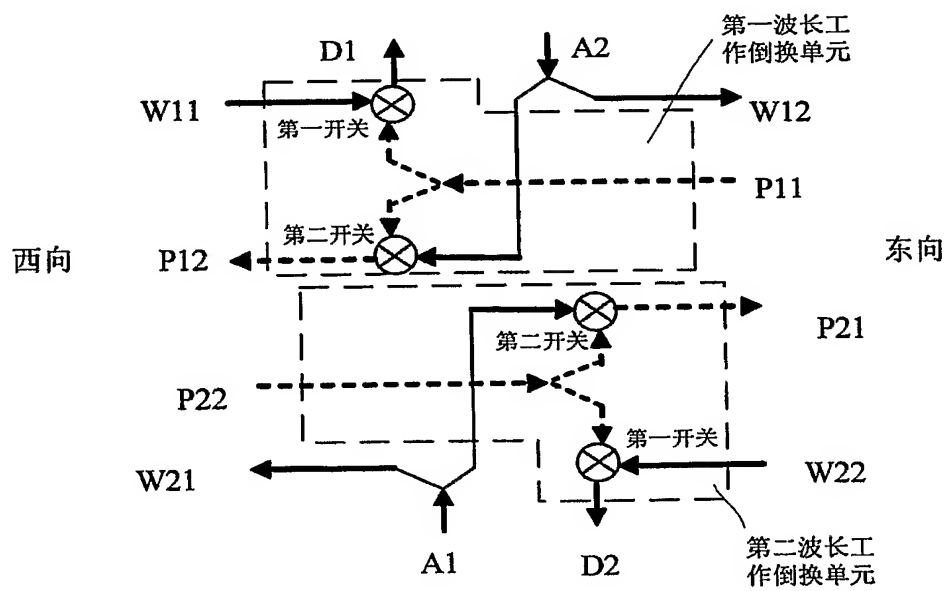 第一波长工
作倒换单元
D1
A2
W11
W12
第一开关
P11
第二开关
西向
P12
东向
P21
第二开关
P22
第一开关
W21
W22
A1
D2
第二波长工
作倒换单元